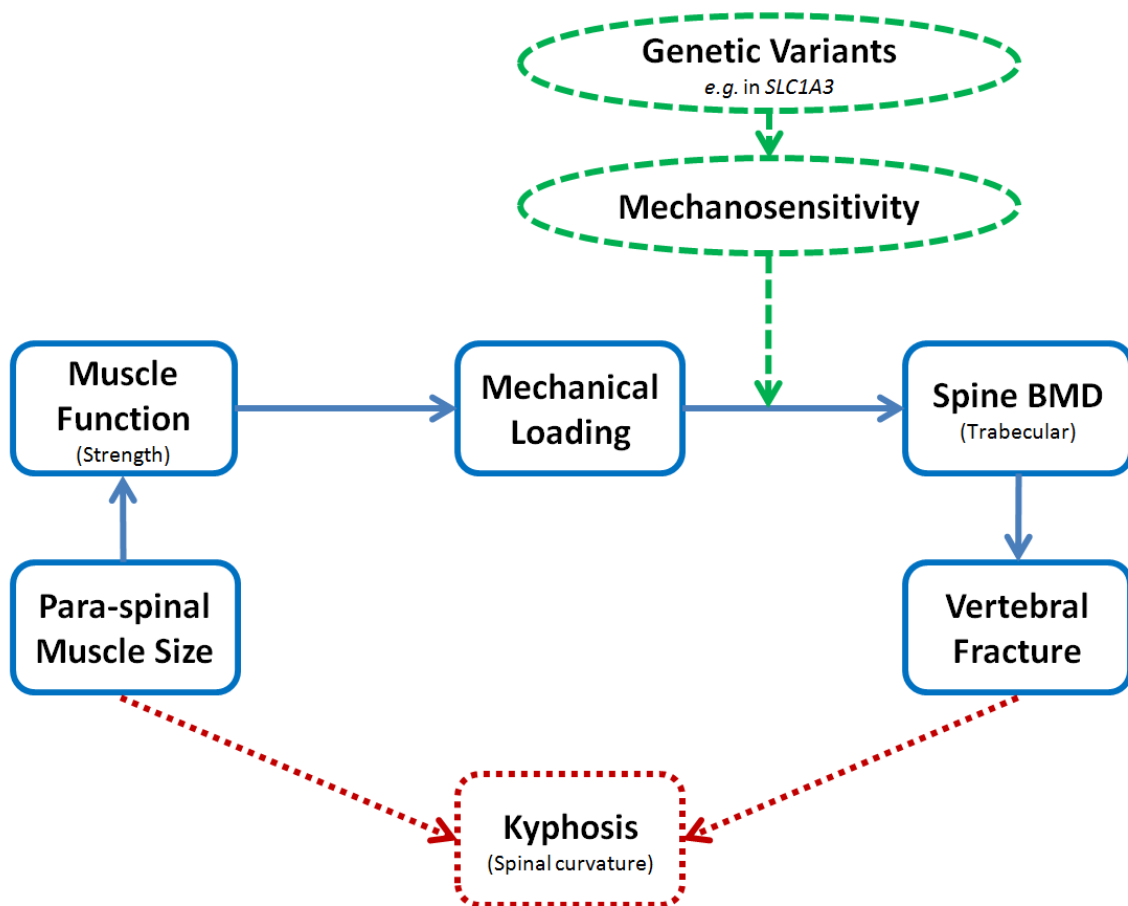 Genetic Variants
e.g. in SLC1A3
Mechanosensitivity
Muscle
Function
(Strength)
Mechanical
Loading
Spine BMD
(Trabecular)
Para-spinal
Muscle Size
Vertebral
Fracture
Kyphosis
(Spinal curvature)